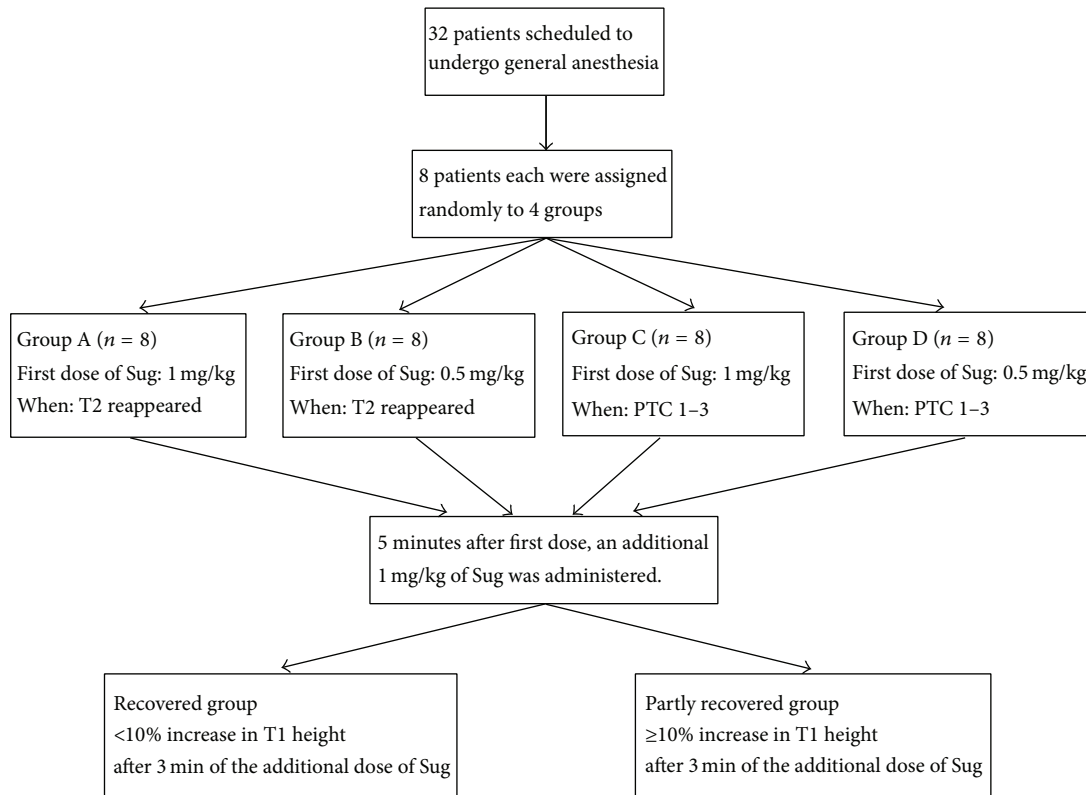 32 patients scheduled to
undergo general anesthesia
8 patients each were assigned
randomly to 4 groups
Group A (n = 8)
First dose of Sug: 1 mg/kg
When: T2 reappeared
Group B (n = 8)
First dose of Sug: 0.5 mg/kg
When: T2 reappeared
Group C (n = 8)
First dose of Sug: 1 mg/kg
When: PTC 1–3
Group D (n = 8)
First dose of Sug: 0.5 mg/kg
When: PTC 1–3
5 minutes after first dose, an additional
1 mg/kg of Sug was administered.
Recovered group
<10% increase in T1 height
after 3 min of the additional dose of Sug
Partly recovered group
≥10% increase in T1 height
after 3 min of the additional dose of Sug